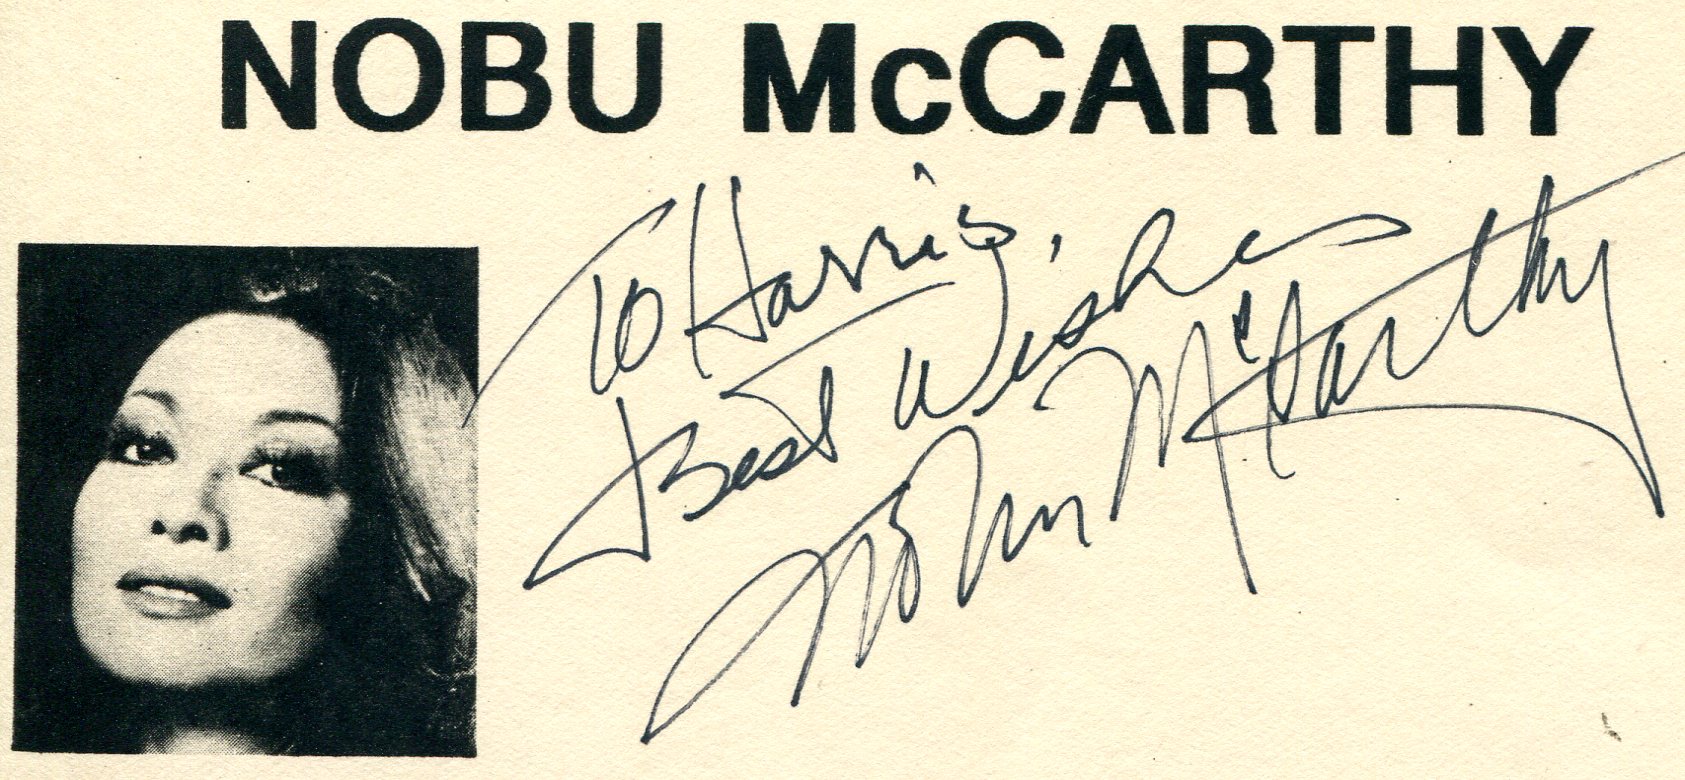 NOBU McCARTHY
To Harris,
Best Wishes
Nobu McCarthy